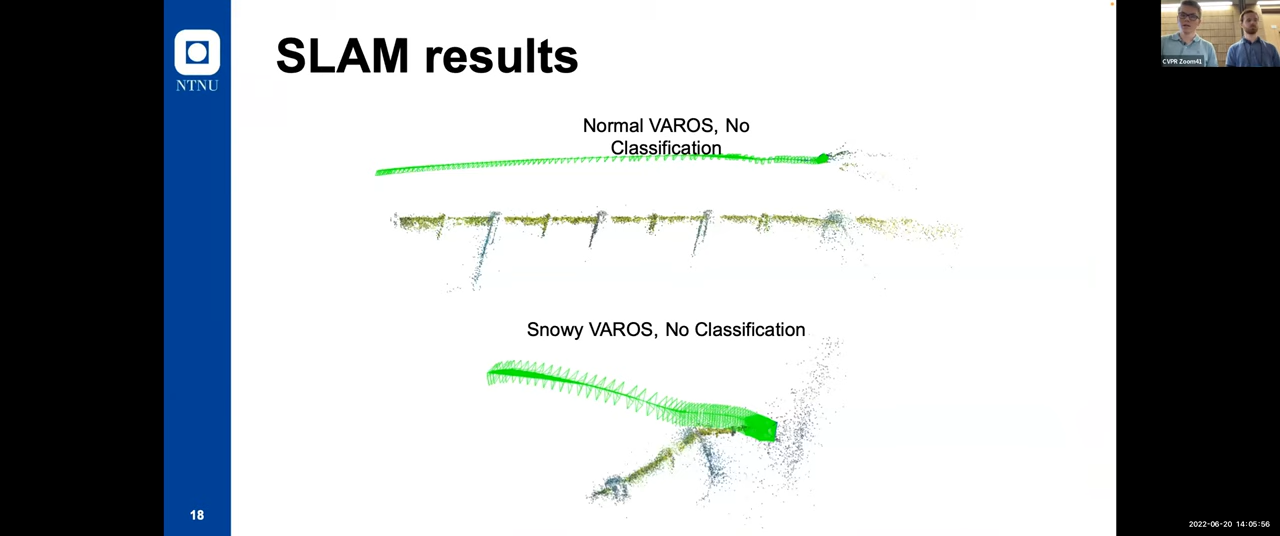 SLAM results
NTNU
Normal VAROS, No
Classification
Snowy VAROS, No Classification
18
CVPR Zoom41
2022-06-20 14:05:56